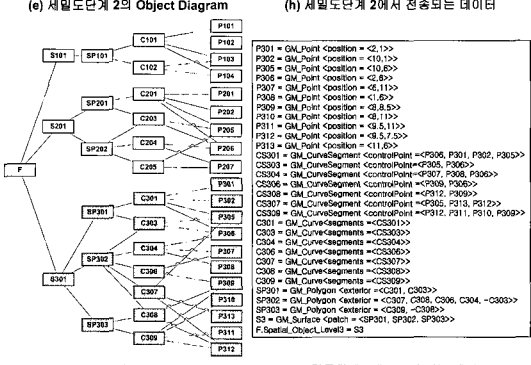 (e) 세밀도단계 2의 Object Diagram
(h) 세밀도단계 2에서 전송되는 데이터
F
S101
S201
S301
SP101
SP201
SP202
SP301
SP302
SP303
C101
C102
C201
C203
C204
C205
C301
C303
C304
C306
C307
C308
C309
P101
P102
P103
P104
P201
P202
P205
P206
P207
P301
P302
P305
P306
P307
P308
P309
P310
P313
P311
P312
P301 = GM_Point <position = <2,1>>
P302 = GM_Point <position = <10,1>>
P305 = GM_Point <position = <10,6>>
P306 = GM_Point <position = <2,6>>
P307 = GM_Point <position = <6,11>>
P308 = GM_Point <position = <1,6>>
P309 = GM_Point <position = <8,8.5>>
P310 = GM_Point <position = <8,11>>
P311 = GM_Point <position = <9.5,11>>
P312 = GM_Point <position = <9.5,7.5>>
P313 = GM_Point <position = <11,6>>
CS301 = GM_CurveSegment <controlPoint =<P306, P301, P302, P305>>
CS303 = GM_CurveSegment <controlPoint =<P305, P306>>
CS304 = GM_CurveSegment <controlPoint =<P307, P308, P306>>
CS306 = GM_CurveSegment <controlPoint =<P309, P306>>
CS308 = GM_CurveSegment <controlPoint =<P312, P309>>
CS307 = GM_CurveSegment <controlPoint =<P305, P313, P312>>
CS309 = GM_CurveSegment <controlPoint =<P312, P311, P310, P309>>
C301 = GM_Curve<segments =<CS301>>
C303 = GM_Curve<segments =<CS303>>
C304 = GM_Curve<segments =<CS304>>
C306 = GM_Curve<segments =<CS306>>
C307 = GM_Curve<segments =<CS307>>
C308 = GM_Curve<segments =<CS308>>
C309 = GM_Curve<segments =<CS309>>
SP301 = GM_Polygon <exterior =<C301, C303>>
SP302 = GM_Polygon <exterior =<C307, C308, C306, C304, -C303>>
SP303 = GM_Polygon <exterior =<C309, -C308>>
S3 = GM_Surface <patch = <SP301, SP302, SP303>>
F.Spatial_Object_Level3 = S3